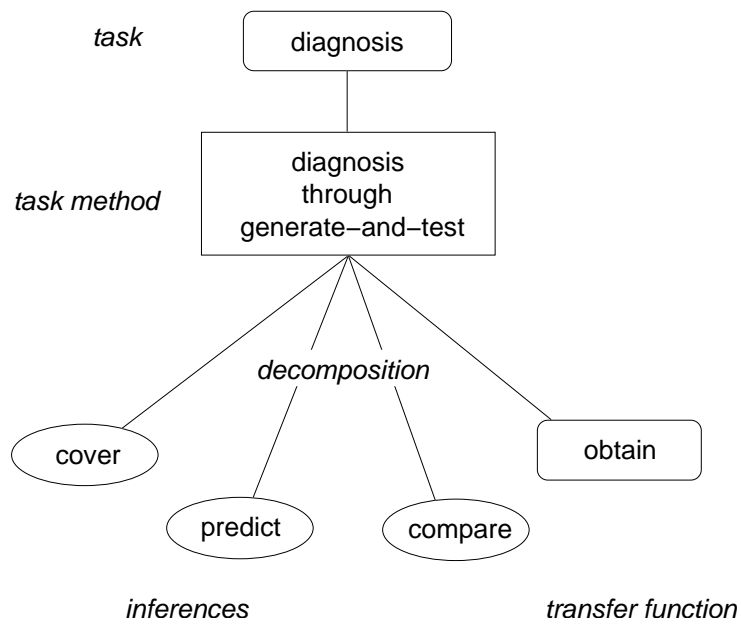 task
diagnosis
task method
diagnosis
through
generate−and−test
decomposition
cover
obtain
predict
compare
inferences
transfer function